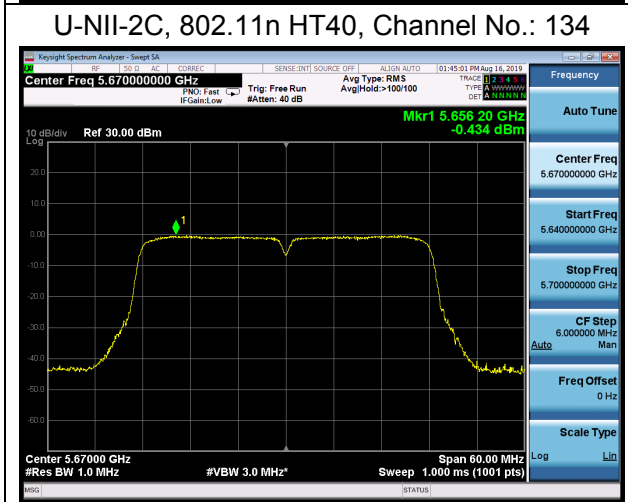 U-NII-2C, 802.11n HT40, Channel No.: 134
Keysight Spectrum Analyzer - Swept SA
LXI RF 50 Ω AC CORREC SENSE:INT SOURCE OFF ALIGN AUTO 01:45:01 PM Aug 16, 2019
Center Freq 5.670000000 GHz
PNO: Fast
IFGain:Low
Trig: Free Run
#Atten: 40 dB
Avg Type: RMS
Avg|Hold:>100/100
TRACE 1 2 3 4 5 6
TYPE A WWWWW
DET A NNNNN
Mkr1 5.656 20 GHz
-0.434 dBm
10 dB/div Ref 30.00 dBm
Log
20.0
10.0
0.00
-10.0
-20.0
-30.0
-40.0
-50.0
-60.0
1
Center 5.67000 GHz
Span 60.00 MHz
#Res BW 1.0 MHz
#VBW 3.0 MHz*
Sweep 1.000 ms (1001 pts)
MSG
STATUS
Frequency
Auto Tune
Center Freq
5.670000000 GHz
Start Freq
5.640000000 GHz
Stop Freq
5.700000000 GHz
CF Step
6.000000 MHz
Auto Man
Freq Offset
0 Hz
Scale Type
Log Lin